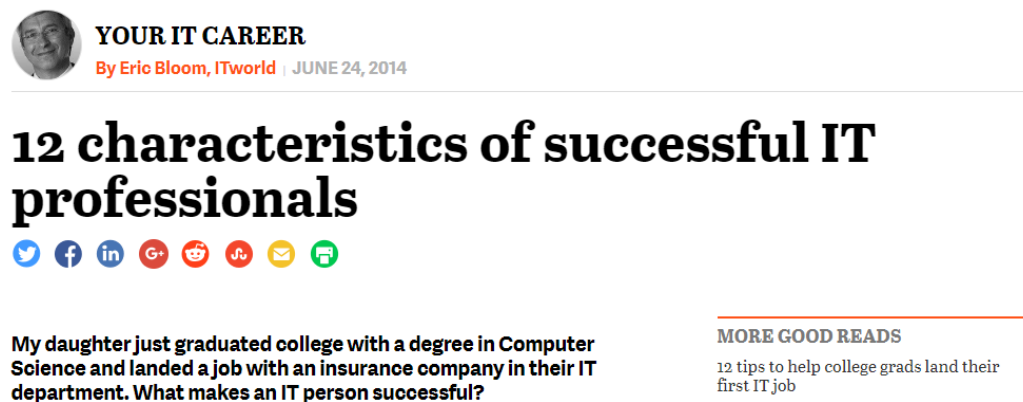 YOUR IT CAREER
By Eric Bloom, ITworld | JUNE 24, 2014
12 characteristics of successful IT
professionals
G+
in
My daughter just graduated college with a degree in Computer
Science and landed a job with an insurance company in their IT
department. What makes an IT person successful?
MORE GOOD READS
12 tips to help college grads land their
first IT job